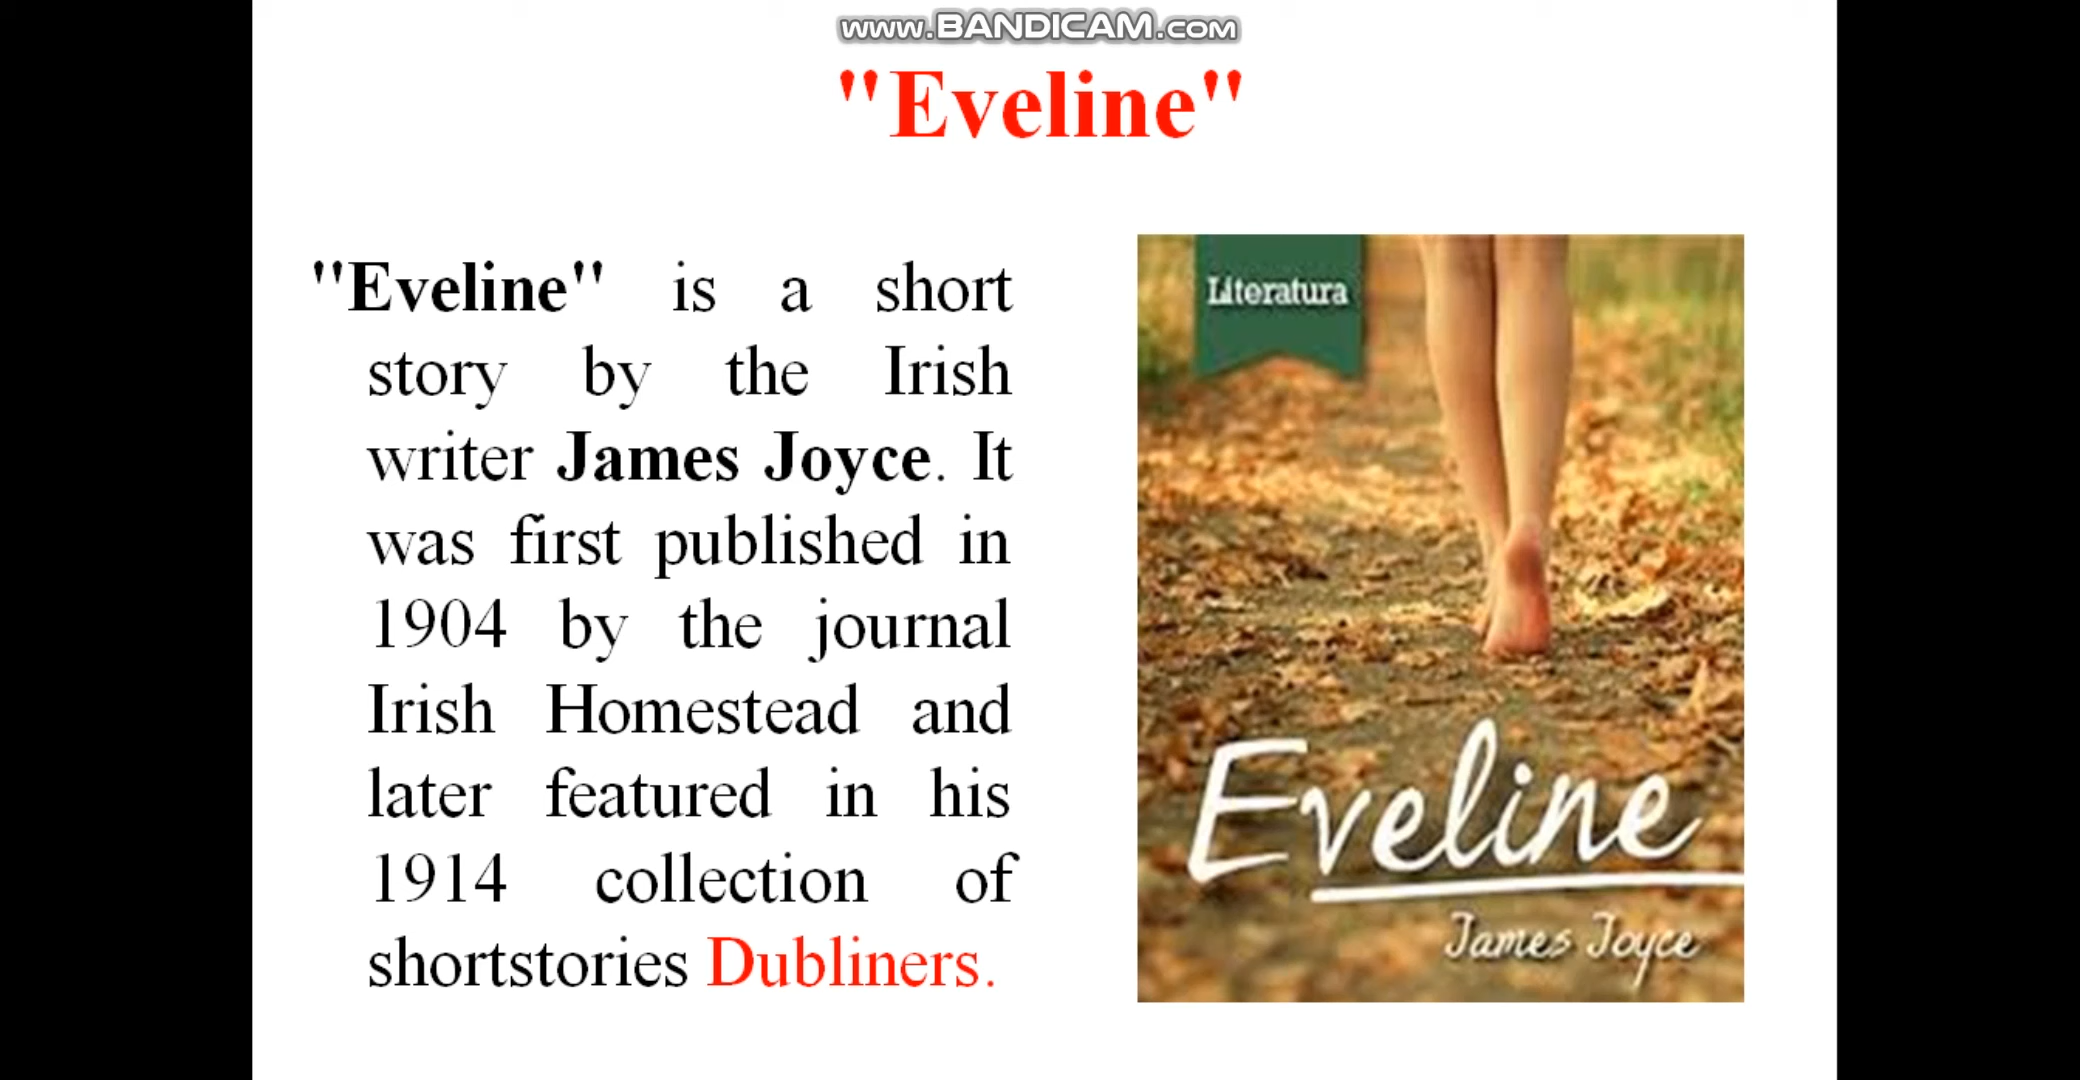 www.BANDICAM.com
"Eveline"
"Eveline" is a short
story by the Irish
writer James Joyce. It
was first published in
1904 by the journal
Irish Homestead and
later featured in his
1914 collection of
shortstories Dubliners.
Literatura
Eveline
James Joyce